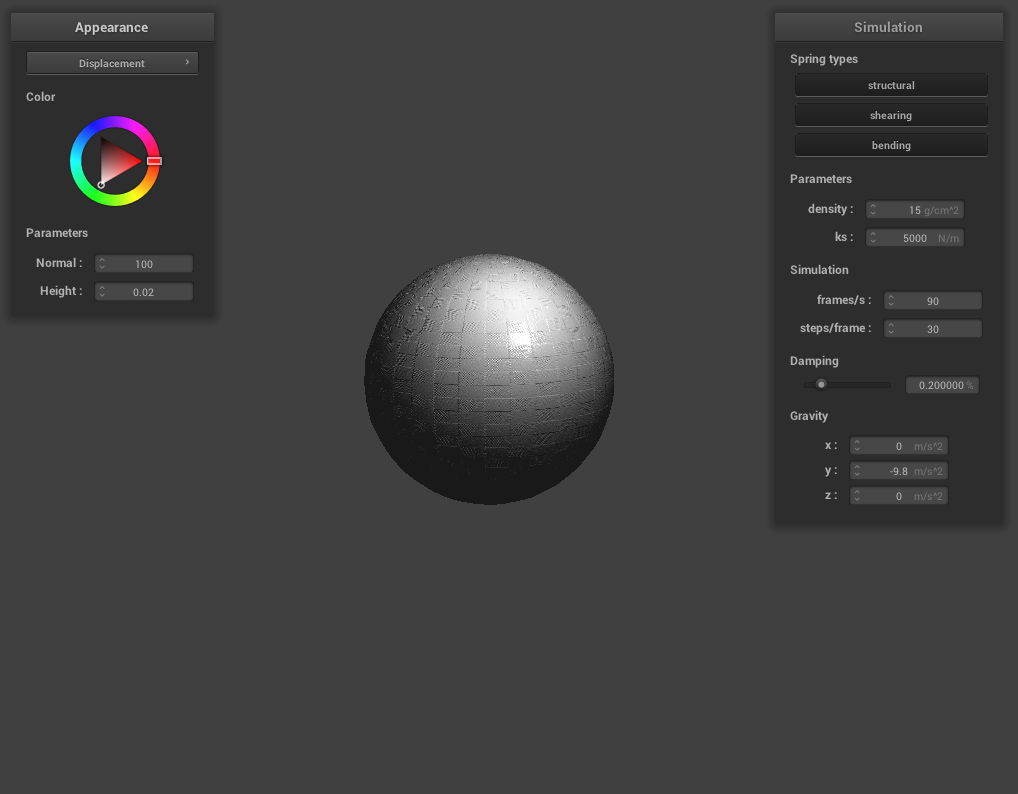 Appearance
Displacement
Color
Parameters
Normal : 100
Height : 0.02
Simulation
Spring types
structural
shearing
bending
Parameters
density : 15 g/cm^2
ks : 5000 N/m
Simulation
frames/s : 90
steps/frame : 30
Damping
0.200000 %
Gravity
x : 0 m/s^2
y : -9.8 m/s^2
z : 0 m/s^2